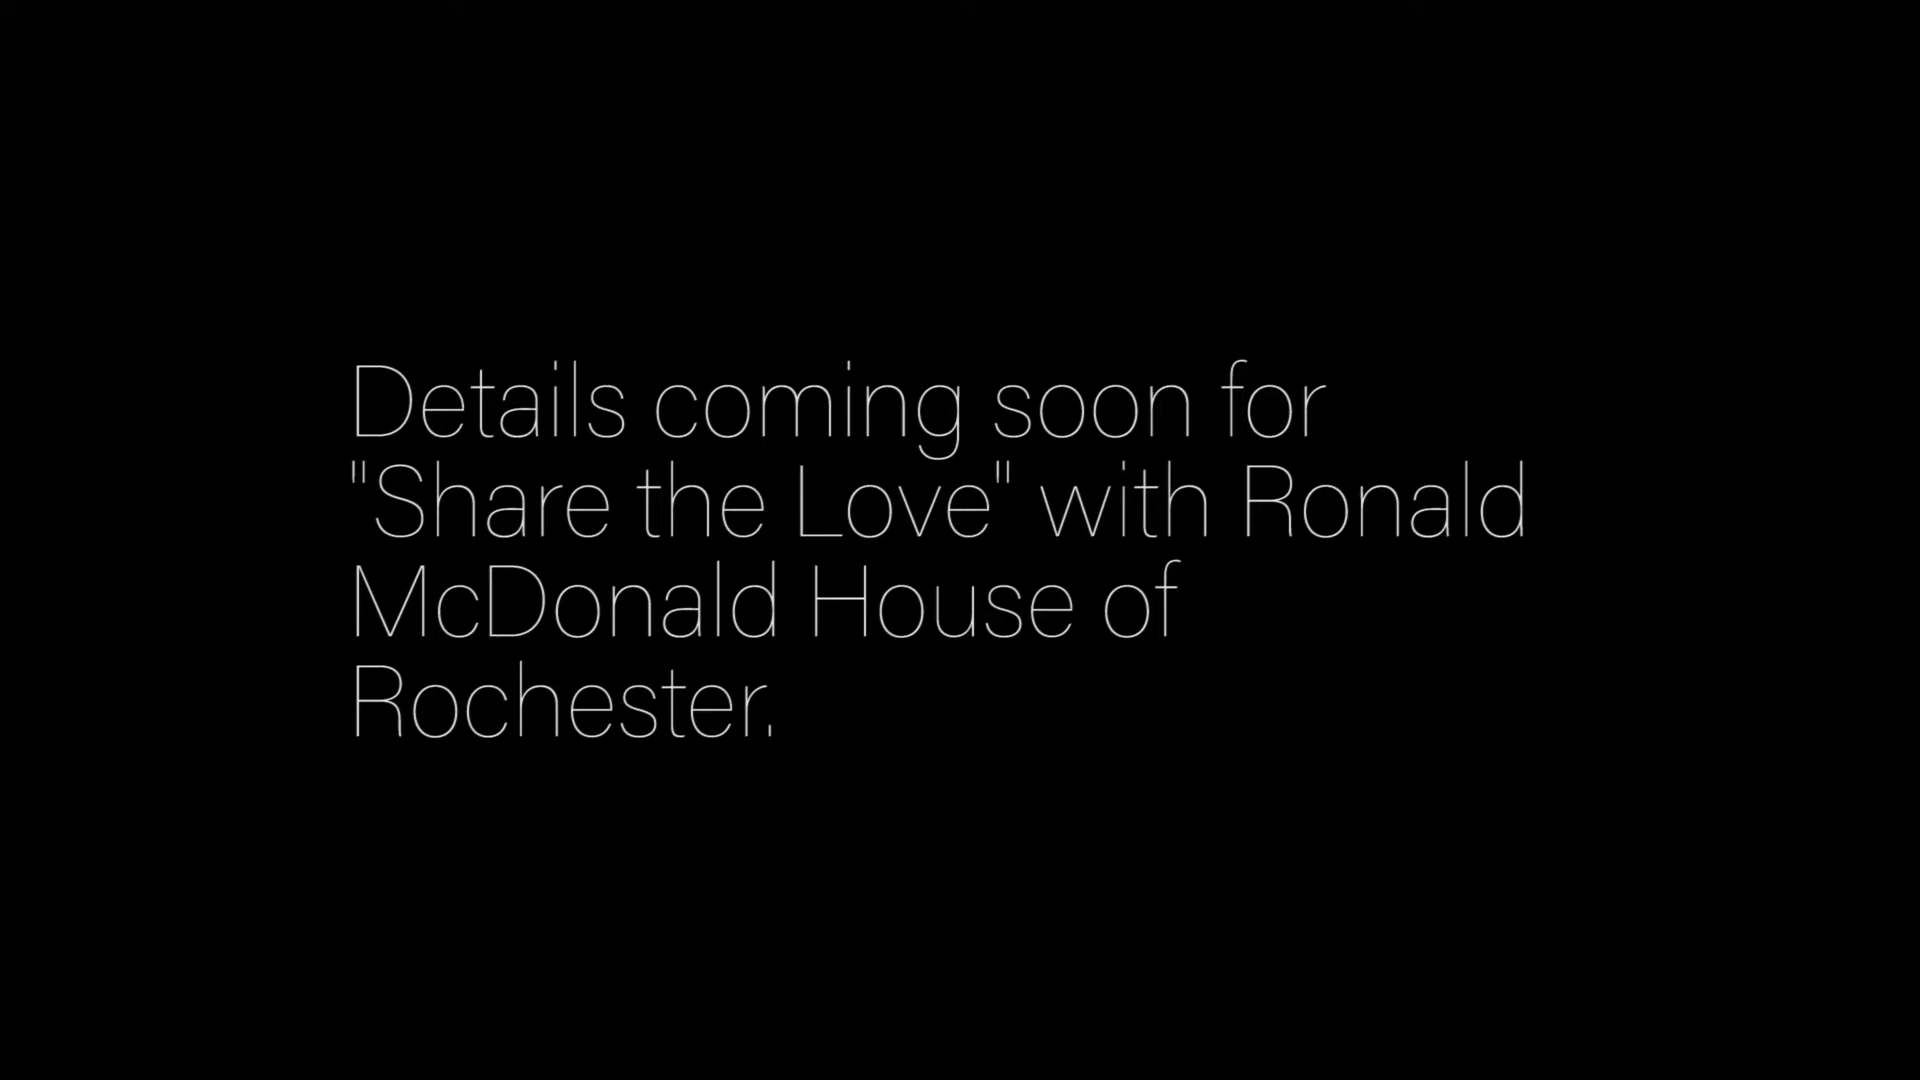 Details coming soon for
"Share the Love" with Ronald
McDonald House of
Rochester.